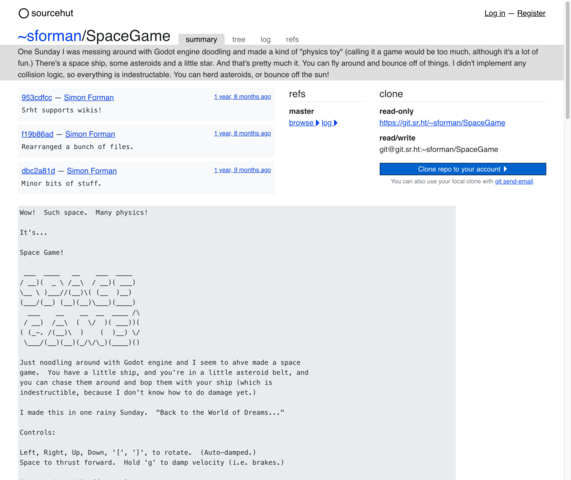 sourcehut
Log in — Register
~sforman/SpaceGame
summary tree log refs
One Sunday I was messing around with Godot engine doodling and made a kind of "physics toy" (calling it a game would be too much, although it's a lot of
fun.) There's a space ship, some asteroids and a little star. And that's pretty much it. You can fly around and bounce off of things. I didn't implement any
collision logic, so everything is indestructable. You can herd asteroids, or bounce off the sun!
953cdfcc — Simon Forman 1 year, 8 months ago
Srht supports wikis!
f19b86ad — Simon Forman 1 year, 8 months ago
Rearranged a bunch of files.
dbc2a81d — Simon Forman 1 year, 9 months ago
Minor bits of stuff.
refs
master
browse log
clone
read-only
https://git.sr.ht/~sforman/SpaceGame
read/write
git@git.sr.ht:~sforman/SpaceGame
Clone repo to your account
You can also use your local clone with git send-email.
Wow!  Such space.  Many physics!
It's...
Space Game!
Just noodling around with Godot engine and I seem to ahve made a space
game.  You have a little ship, and you're in a little asteroid belt, and
you can chase them around and bop them with your ship (which is
indestructible, because I don't know how to do damage yet.)
I made this in one rainy Sunday.  "Back to the World of Dreams..."
Controls:
Left, Right, Up, Down, '[', ']', to rotate.  (Auto-damped.)
Space to thrust forward.  Hold 'g' to damp velocity (i.e. brakes.)